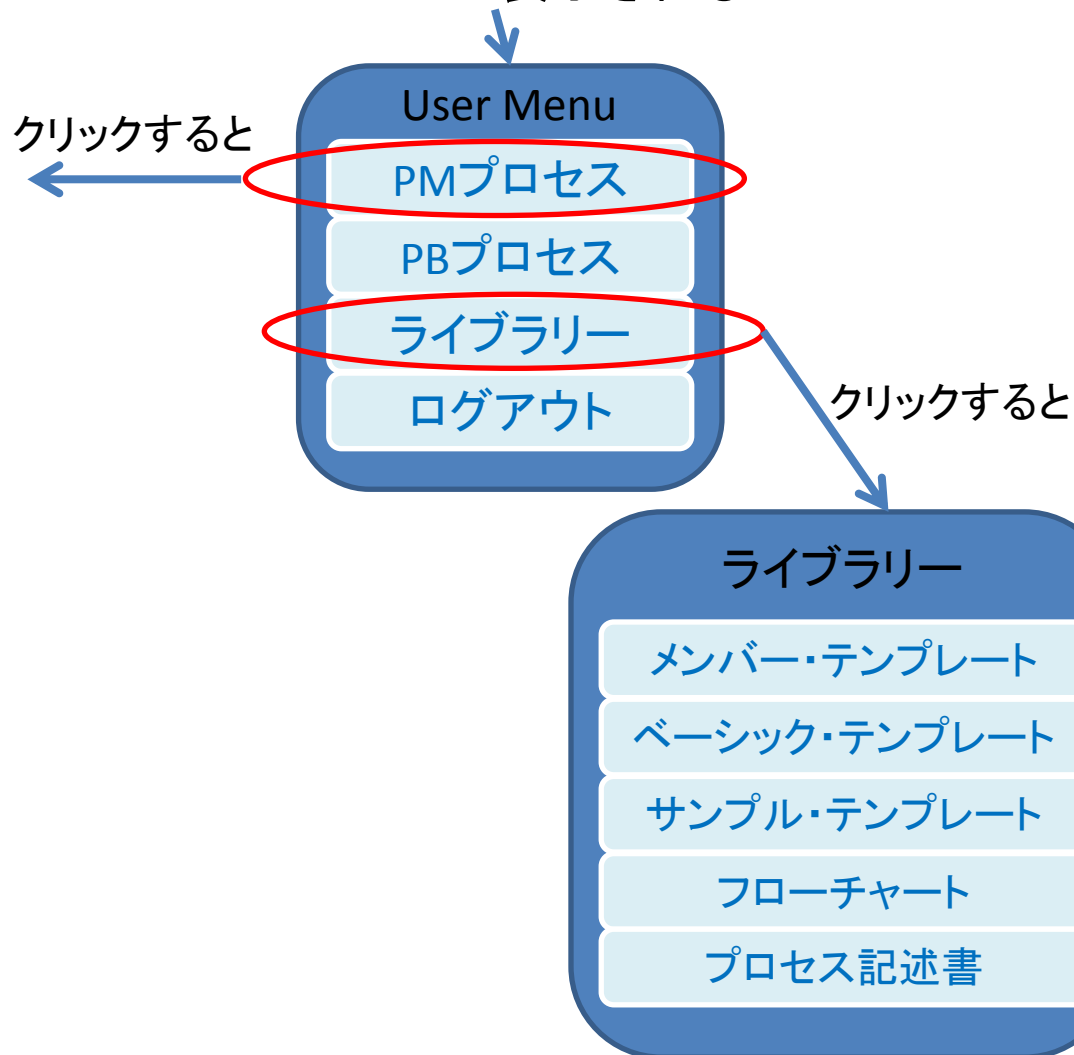 User Menu
クリックすると
PMプロセス
PBプロセス
ライブラリー
ログアウト
クリックすると
ライブラリー
メンバー・テンプレート
ベーシック・テンプレート
サンプル・テンプレート
フローチャート
プロセス記述書